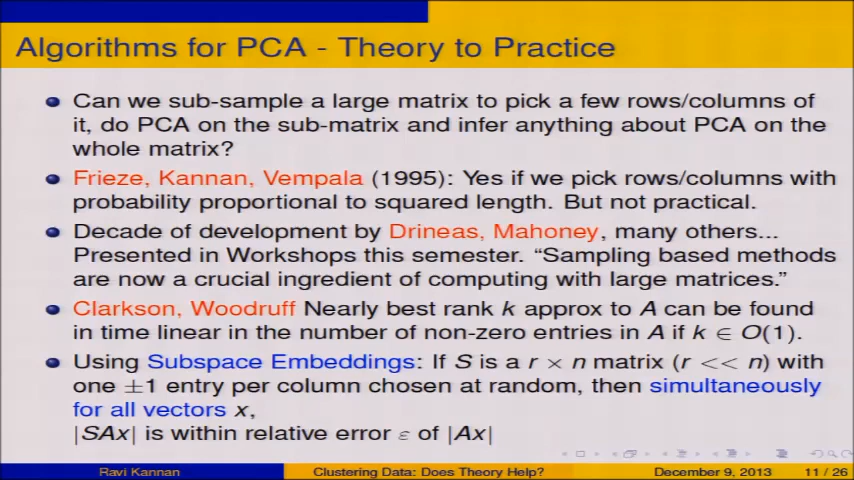 Algorithms for PCA - Theory to Practice
Can we sub-sample a large matrix to pick a few rows/columns of
it, do PCA on the sub-matrix and infer anything about PCA on the
whole matrix?
Frieze, Kannan, Vempala (1995): Yes if we pick rows/columns with
probability proportional to squared length. But not practical.
Decade of development by Drineas, Mahoney, many others...
Presented in Workshops this semester. “Sampling based methods
are now a crucial ingredient of computing with large matrices.”
Clarkson, Woodruff Nearly best rank k approx to A can be found
in time linear in the number of non-zero entries in A if k ∈ O(1).
Using Subspace Embeddings: If S is a r × n matrix (r << n) with
one ±1 entry per column chosen at random, then simultaneously
for all vectors x,
|SAx| is within relative error ε of |Ax|
Ravi Kannan
Clustering Data: Does Theory Help?
December 9, 2013
11 / 26